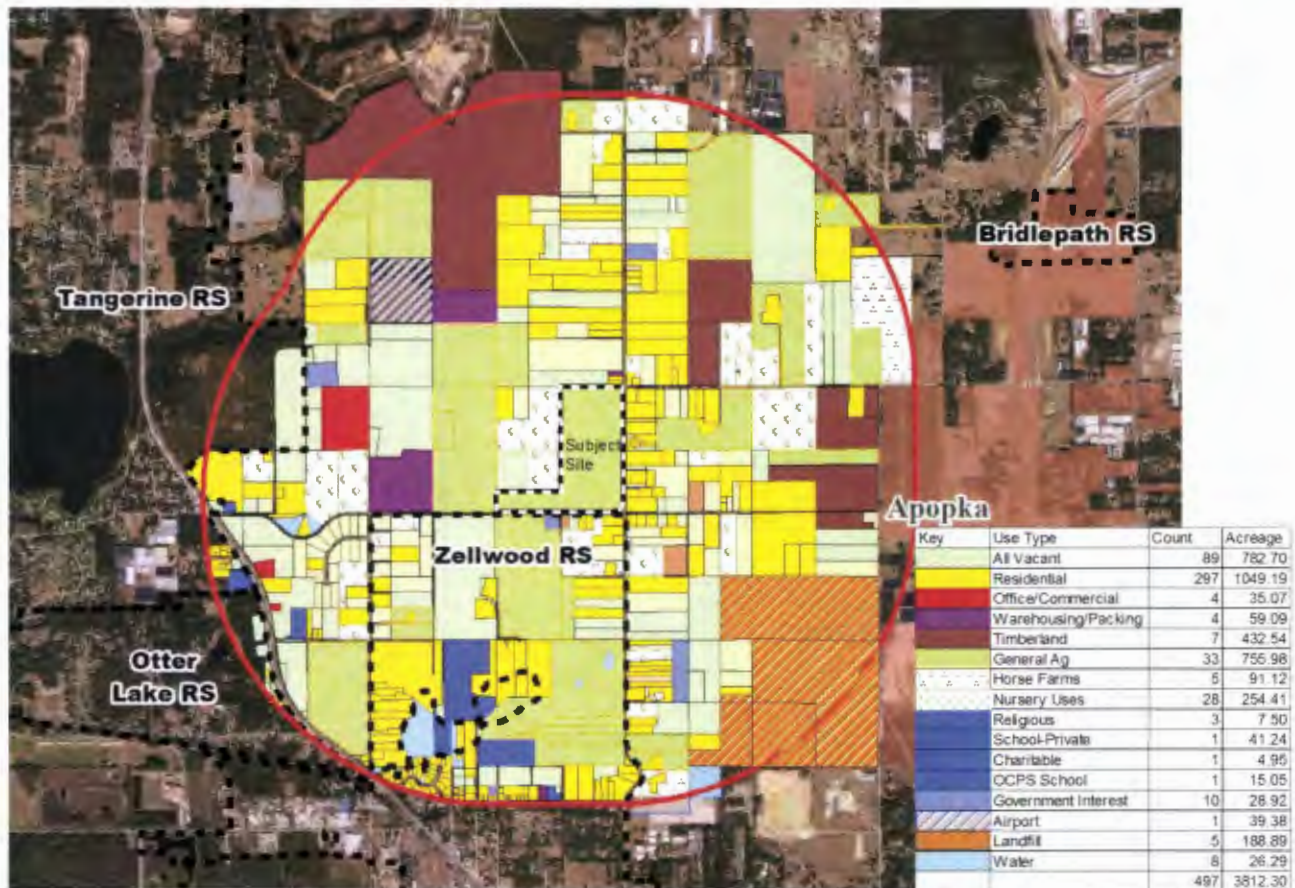 Bridlepath RS
Tangerine RS
Subject
Site
Apopka
Zellwood RS
Otter
Lake RS
Key Use Type Count Acreage
All Vacant 89 782.70
Residential 297 1049.19
Office/Commercial 4 35.07
Warehousing/Packing 4 59.09
Timberland 7 432.54
General Ag 33 755.98
Horse Farms 5 91.12
Nursery Uses 28 254.41
Religious 3 7.50
School-Private 1 41.24
Charitable 1 4.95
OCPS School 1 15.05
Government Interest 10 28.92
Airport 1 39.38
Landfill 5 188.89
Water 8 26.29
497 3812.30